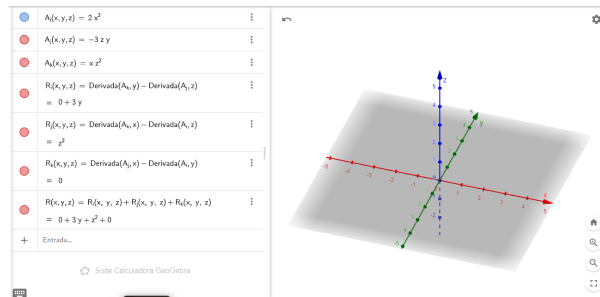 Aᵢ(x, y, z) = 2 x²
Aⱼ(x, y, z) = −3 z y
Aₖ(x, y, z) = x z²
Rᵢ(x, y, z) = Derivada(Aₖ, y) − Derivada(Aⱼ, z)
= 0 + 3 y
Rⱼ(x, y, z) = Derivada(Aₖ, x) − Derivada(Aᵢ, z)
= z²
Rₖ(x, y, z) = Derivada(Aⱼ, x) − Derivada(Aᵢ, y)
= 0
R(x, y, z) = Rᵢ(x, y, z) + Rⱼ(x, y, z) + Rₖ(x, y, z)
= 0 + 3 y + z² + 0
+ Entrada...
Suite Calculadora GeoGebra
z
y
x